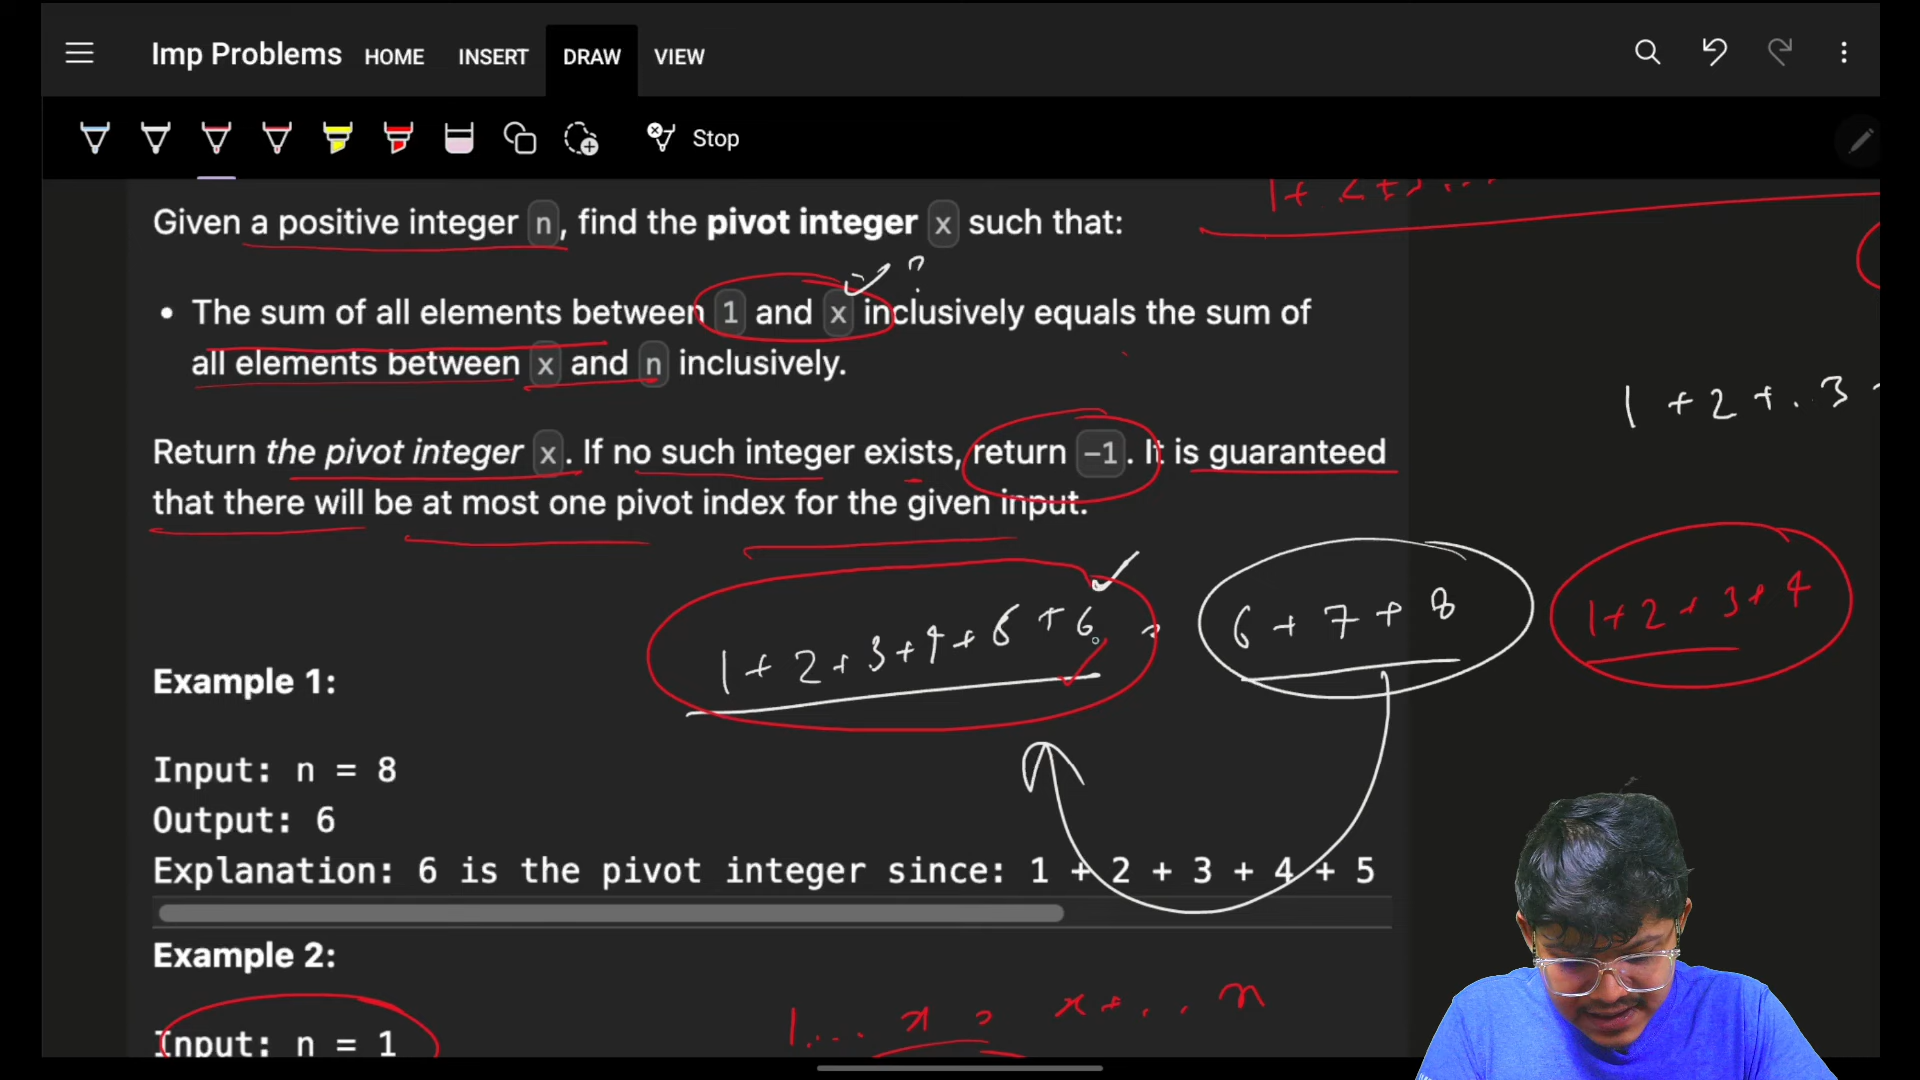 Imp Problems HOME INSERT DRAW VIEW
Stop
Given a positive integer n, find the pivot integer x such that:
• The sum of all elements between 1 and x inclusively equals the sum of
all elements between x and n inclusively.
1 + 2 + . . 3
Return the pivot integer x. If no such integer exists, return -1. It is guaranteed
that there will be at most one pivot index for the given input.
1 + 2 + 3 + 4 + 5 + 6 = 6 + 7 + 8
1 + 2 + 3 + 4
Example 1:
Input: n = 8
Output: 6
Explanation: 6 is the pivot integer since: 1 + 2 + 3 + 4 + 5
Example 2:
1 . . . x = x + . . n
Input: n = 1